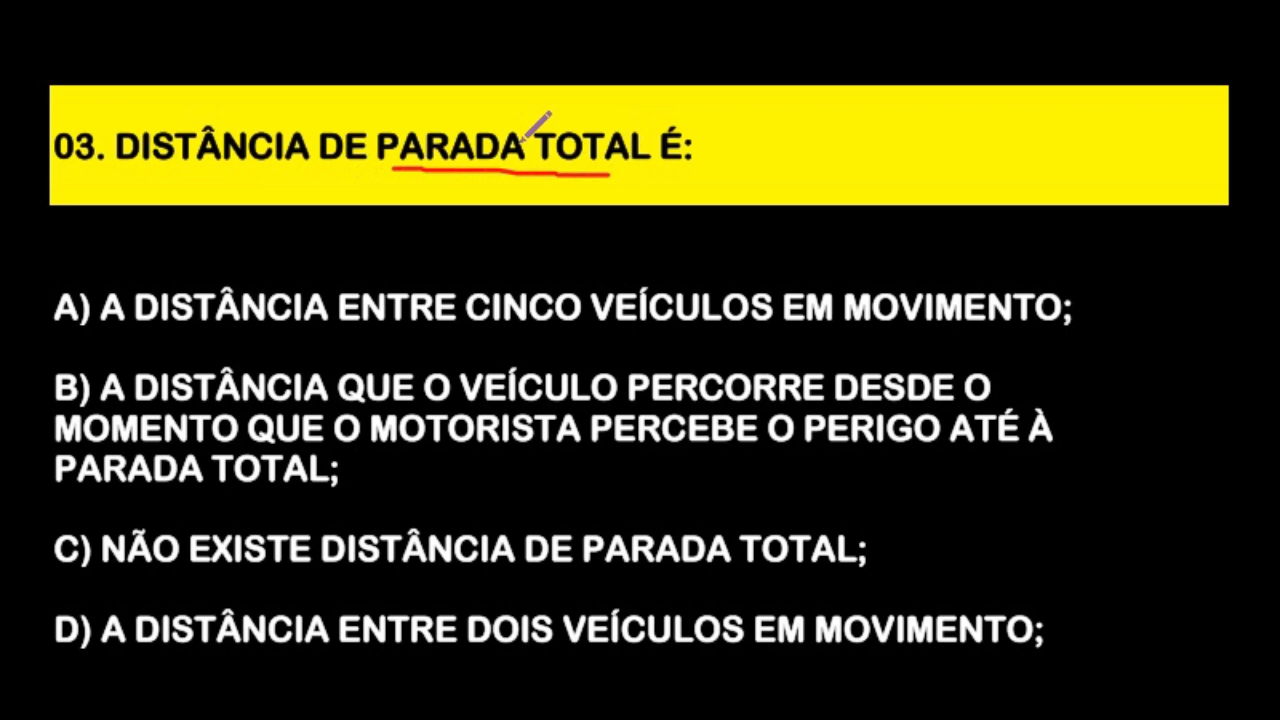 03. DISTÂNCIA DE PARADA TOTAL É:
A) A DISTÂNCIA ENTRE CINCO VEÍCULOS EM MOVIMENTO;
B) A DISTÂNCIA QUE O VEÍCULO PERCORRE DESDE O
MOMENTO QUE O MOTORISTA PERCEBE O PERIGO ATÉ À
PARADA TOTAL;
C) NÃO EXISTE DISTÂNCIA DE PARADA TOTAL;
D) A DISTÂNCIA ENTRE DOIS VEÍCULOS EM MOVIMENTO;